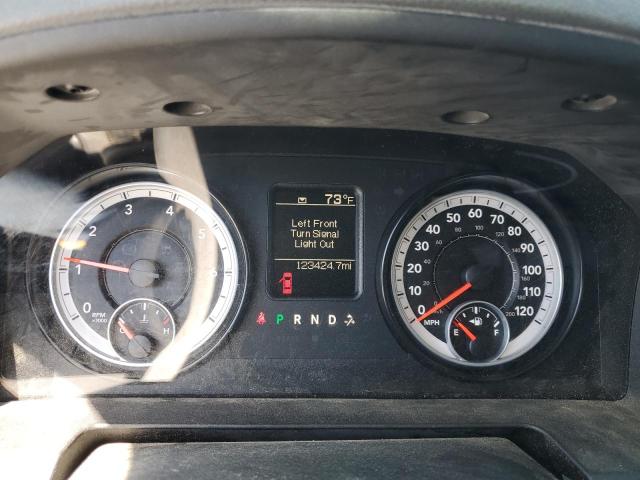 73°F
Left Front
Turn Signal
Light Out
123424.7mi
P R N D
0 1 2 3 4 5 6
RPM
x1000
H
0 10 20 30 40 50 60 70 80 90 100 110 120
MPH
E F